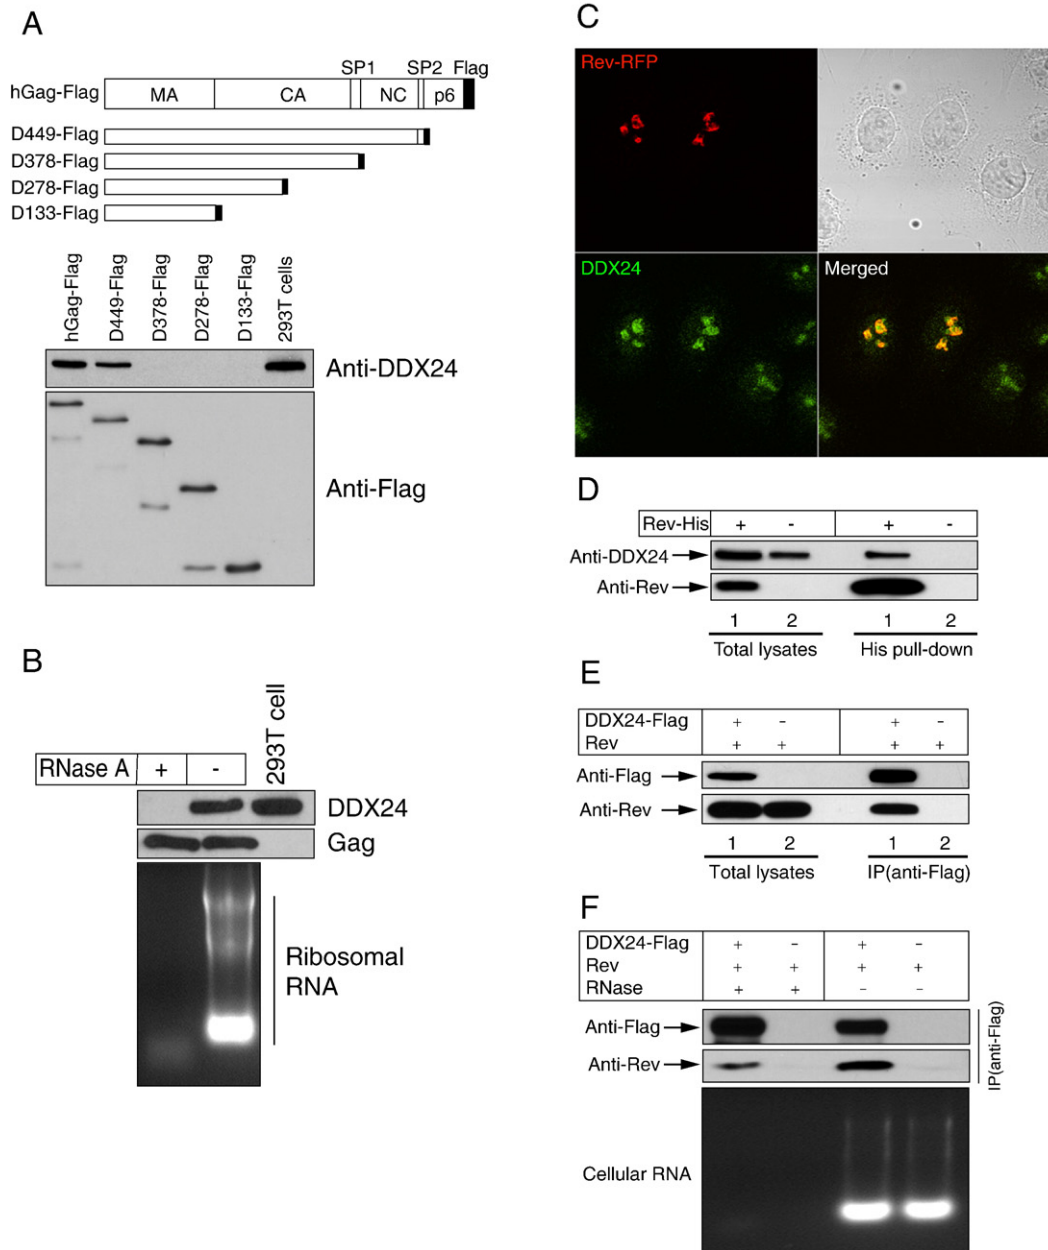 A
SP1 SP2 Flag
hGag-Flag MA CA NC p6
D449-Flag
D378-Flag
D278-Flag
D133-Flag
hGag-Flag D449-Flag D378-Flag D278-Flag D133-Flag 293T cells
Anti-DDX24
Anti-Flag
B
RNase A + - 293T cell
DDX24
Gag
Ribosomal
RNA
C
Rev-RFP
DDX24 Merged
D
Rev-His + - + -
Anti-DDX24
Anti-Rev
1 2 1 2
Total lysates His pull-down
E
DDX24-Flag + - + -
Rev + + + +
Anti-Flag
Anti-Rev
1 2 1 2
Total lysates IP(anti-Flag)
F
DDX24-Flag + - + -
Rev + + + +
RNase + + - -
Anti-Flag
Anti-Rev
IP(anti-Flag)
Cellular RNA